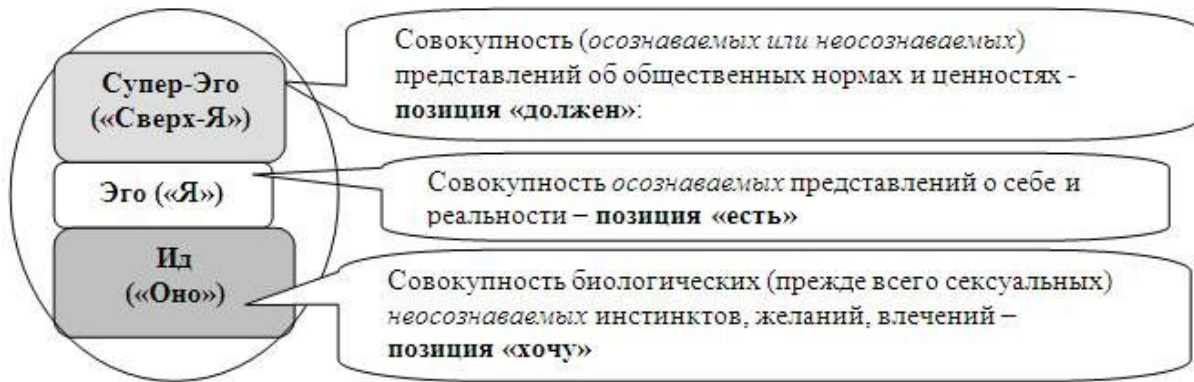 Супер-Эго
(«Сверх-Я»)
Совокупность (осознаваемых или неосознаваемых)
представлений об общественных нормах и ценностях -
позиция «должен»:
Эго («Я»)
Совокупность осознаваемых представлений о себе и
реальности – позиция «есть»
Ид
(«Оно»)
Совокупность биологических (прежде всего сексуальных)
неосознаваемых инстинктов, желаний, влечений –
позиция «хочу»